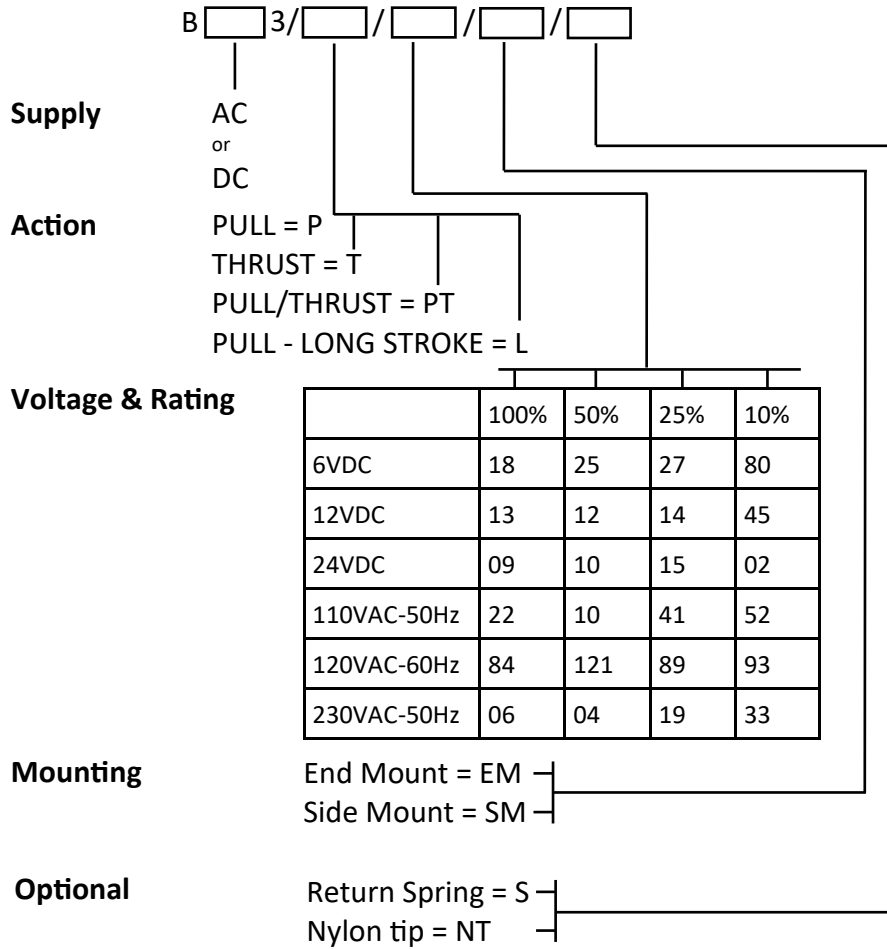 B 3/ / / /
Supply AC
or
DC
Action PULL = P
THRUST = T
PULL/THRUST = PT
PULL - LONG STROKE = L
Voltage & Rating
100% 50% 25% 10%
6VDC 18 25 27 80
12VDC 13 12 14 45
24VDC 09 10 15 02
110VAC-50Hz 22 10 41 52
120VAC-60Hz 84 121 89 93
230VAC-50Hz 06 04 19 33
Mounting End Mount = EM
Side Mount = SM
Optional Return Spring = S
Nylon tip = NT